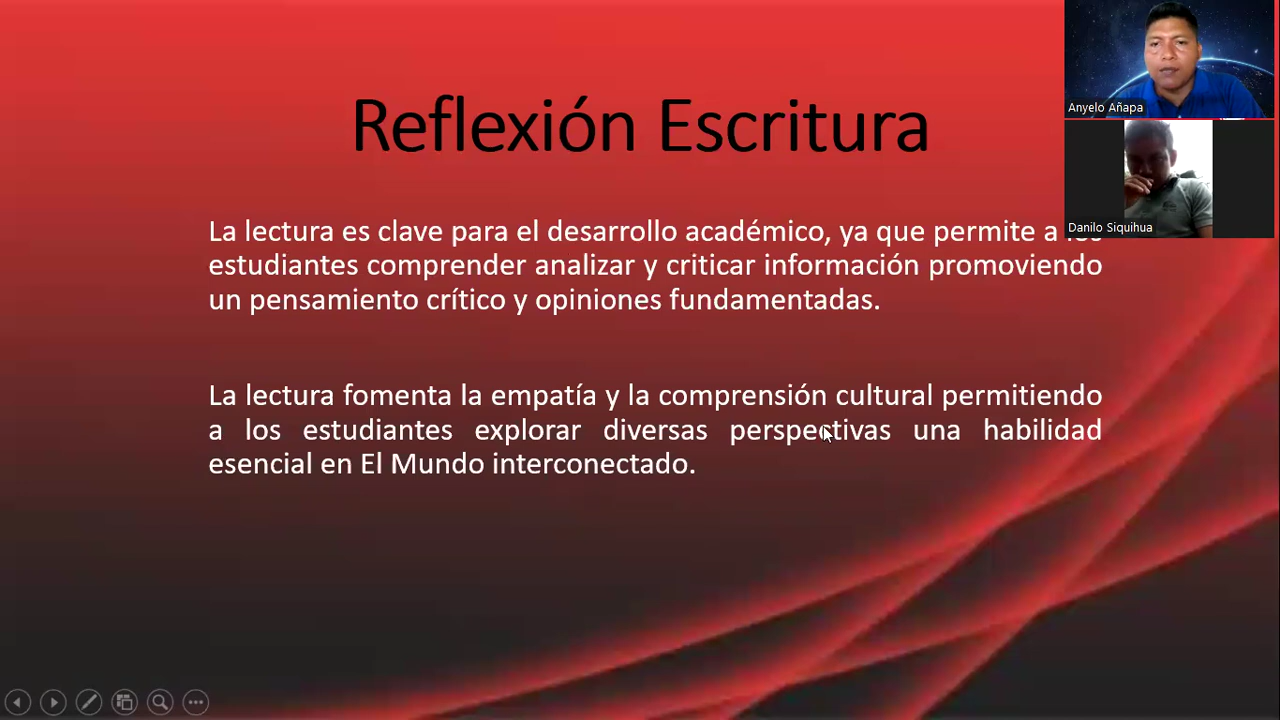 Reflexión Escritura
La lectura es clave para el desarrollo académico, ya que permite a los
estudiantes comprender analizar y criticar información promoviendo
un pensamiento crítico y opiniones fundamentadas.
La lectura fomenta la empatía y la comprensión cultural permitiendo
a los estudiantes explorar diversas perspectivas una habilidad
esencial en El Mundo interconectado.
Anyelo Añapa
Danilo Siquihua